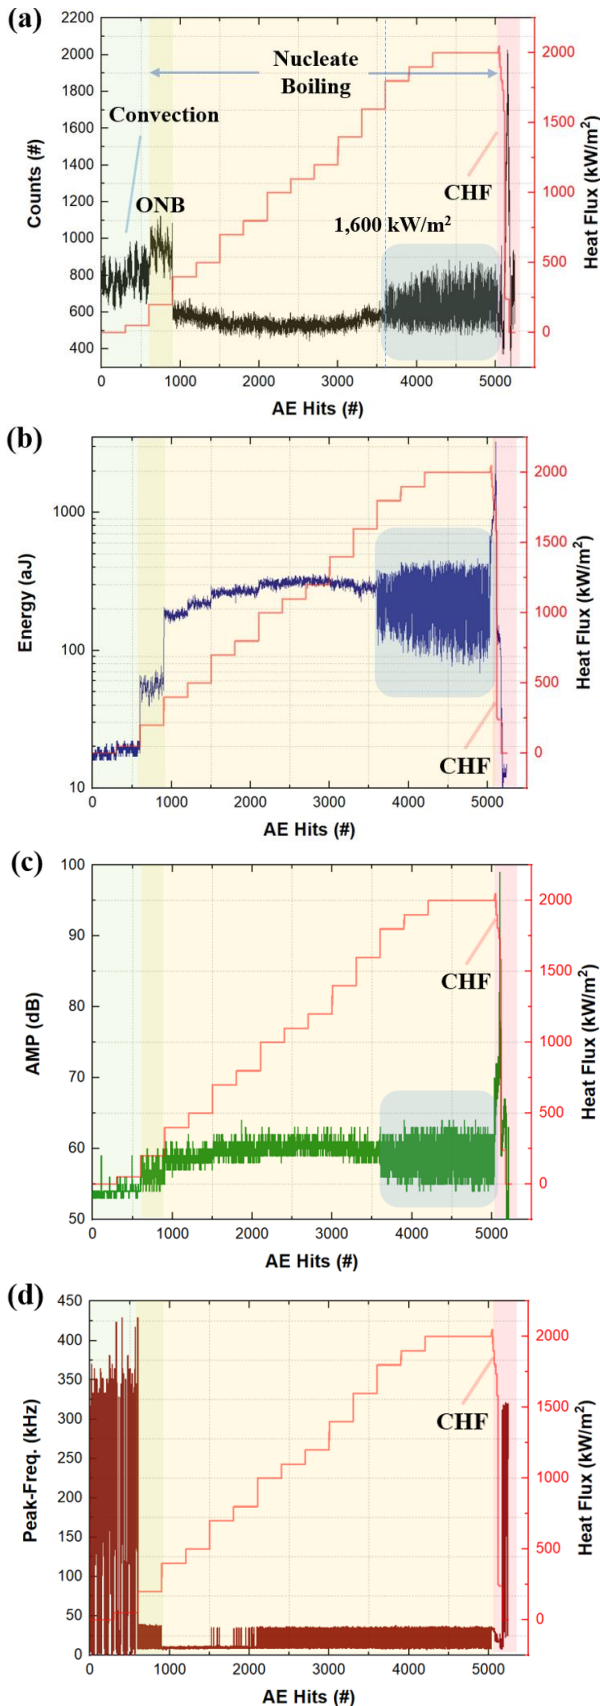 (a)
2200
2000
1800
1600
1400
1200
1000
800
600
400
Counts (#)
Nucleate
Boiling
Convection
ONB
CHF
1,600 kW/m²
2000
1500
1000
500
0
Heat Flux (kW/m²)
0 1000 2000 3000 4000 5000
AE Hits (#)
(b)
1000
100
10
Energy (aJ)
CHF
2000
1500
1000
500
0
Heat Flux (kW/m²)
0 1000 2000 3000 4000 5000
AE Hits (#)
(c)
100
90
80
70
60
50
AMP (dB)
CHF
2000
1500
1000
500
0
Heat Flux (kW/m²)
0 1000 2000 3000 4000 5000
AE Hits (#)
(d)
450
400
350
300
250
200
150
100
50
0
Peak-Freq. (kHz)
CHF
2000
1500
1000
500
0
Heat Flux (kW/m²)
0 1000 2000 3000 4000 5000
AE Hits (#)